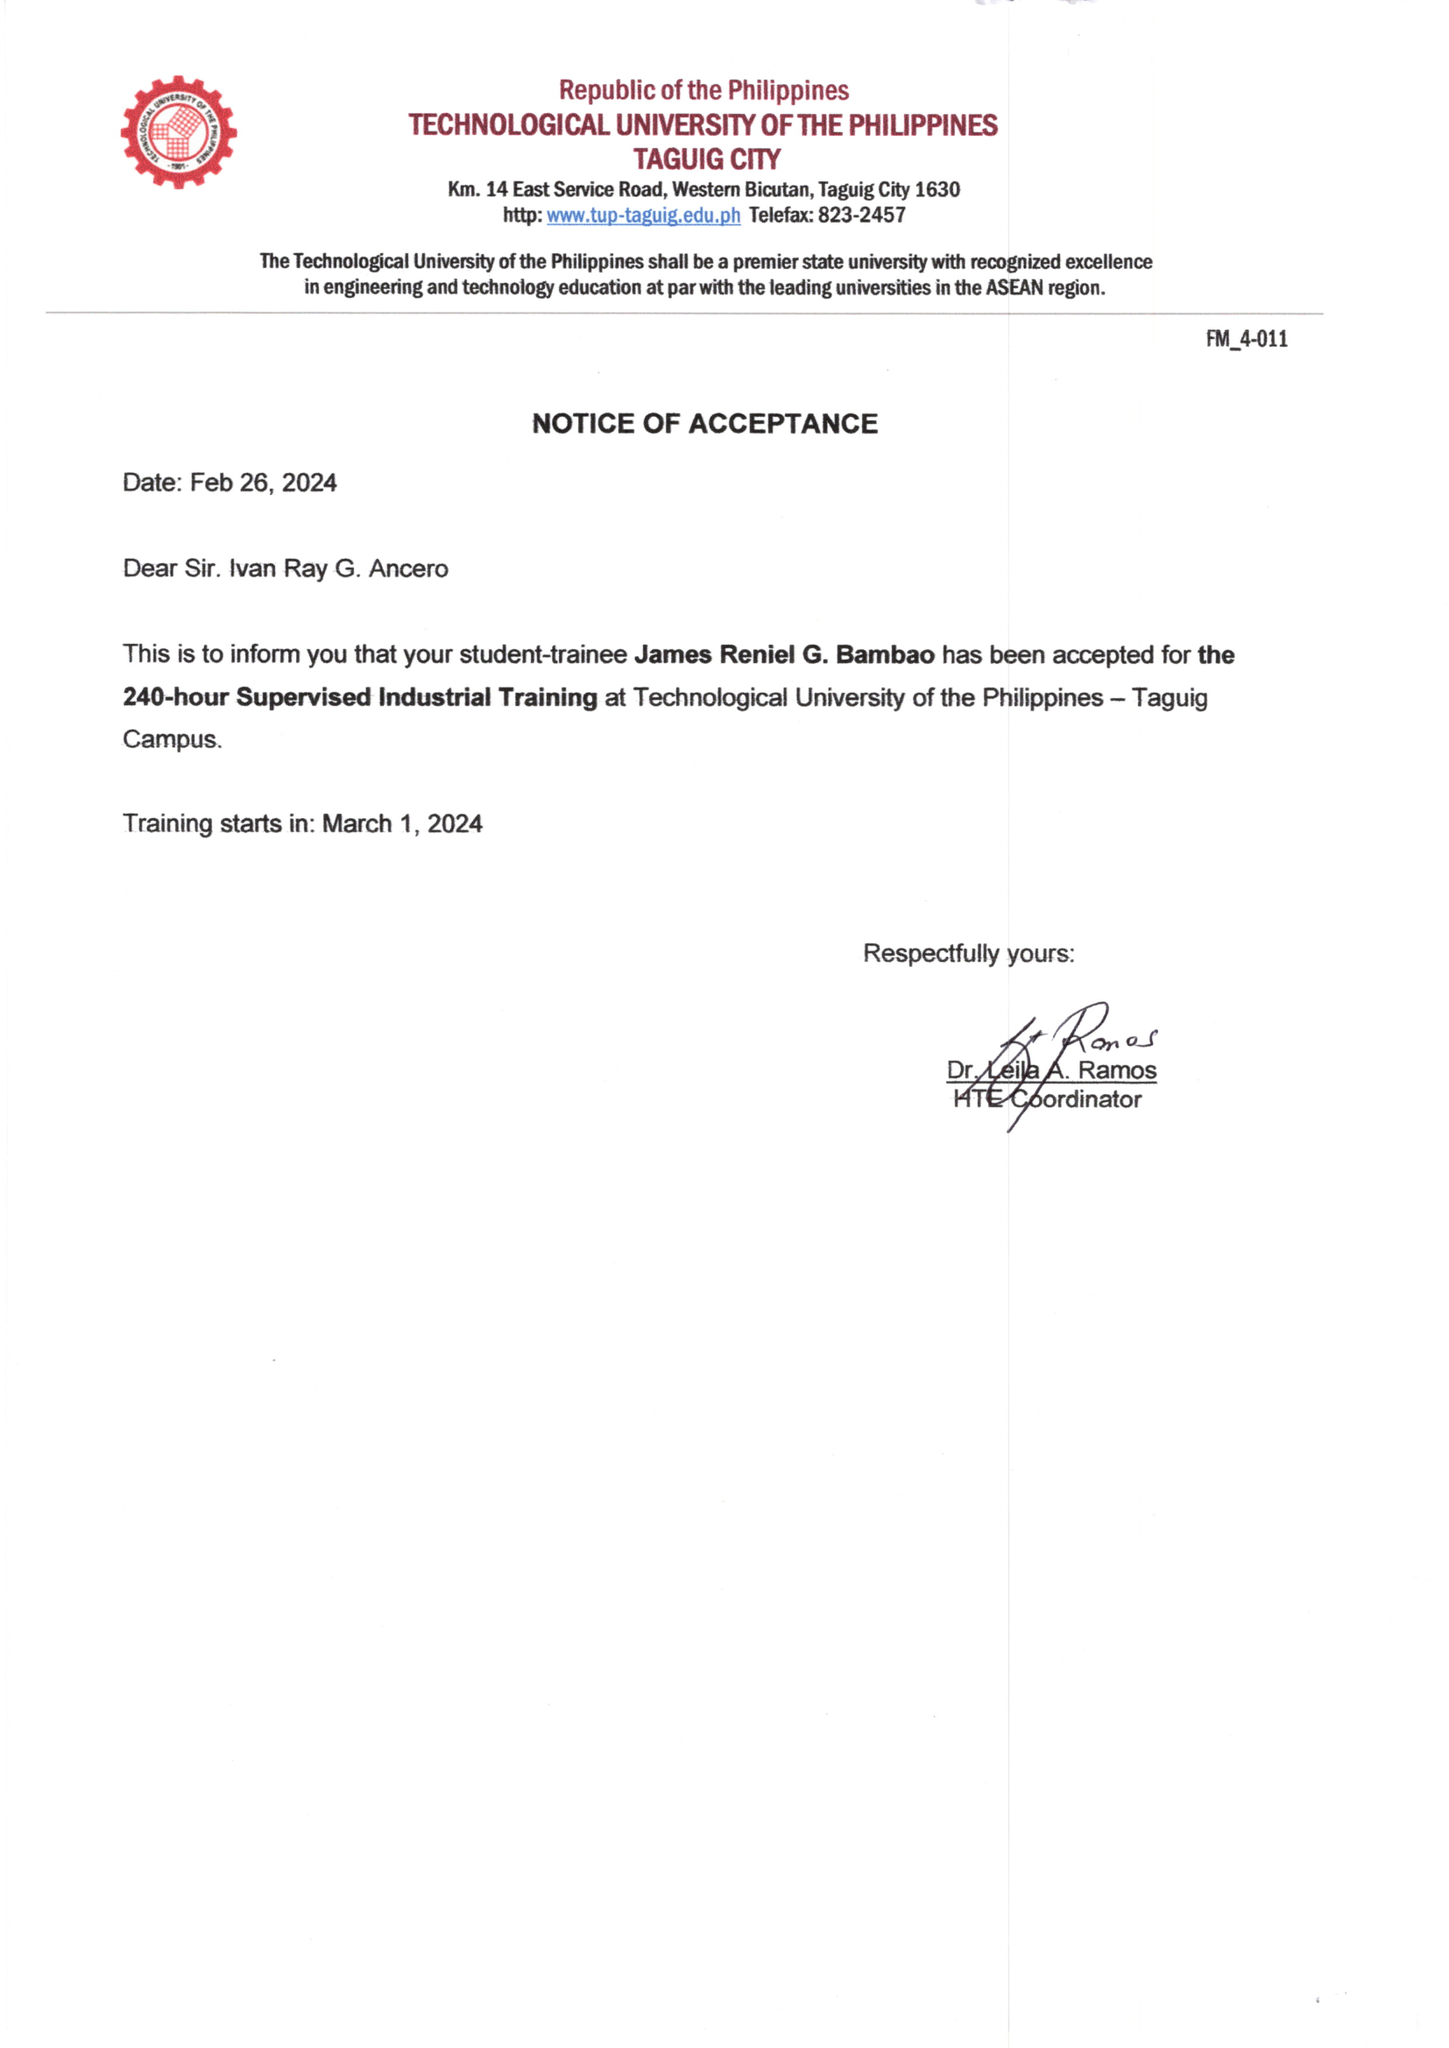 TECHNOLOGICAL UNIVERSITY OF THE PHILIPPINES
- 1901 -
Republic of the Philippines
TECHNOLOGICAL UNIVERSITY OF THE PHILIPPINES
TAGUIG CITY
Km. 14 East Service Road, Western Bicutan, Taguig City 1630
http: www.tup-taguig.edu.ph Telefax: 823-2457
The Technological University of the Philippines shall be a premier state university with recognized excellence
in engineering and technology education at par with the leading universities in the ASEAN region.
FM_4-011
NOTICE OF ACCEPTANCE
Date: Feb 26, 2024
Dear Sir. Ivan Ray G. Ancero
This is to inform you that your student-trainee James Reniel G. Bambao has been accepted for the
240-hour Supervised Industrial Training at Technological University of the Philippines – Taguig
Campus.
Training starts in: March 1, 2024
Respectfully yours:
Ramos
Dr. Leila A. Ramos
HTE Coordinator